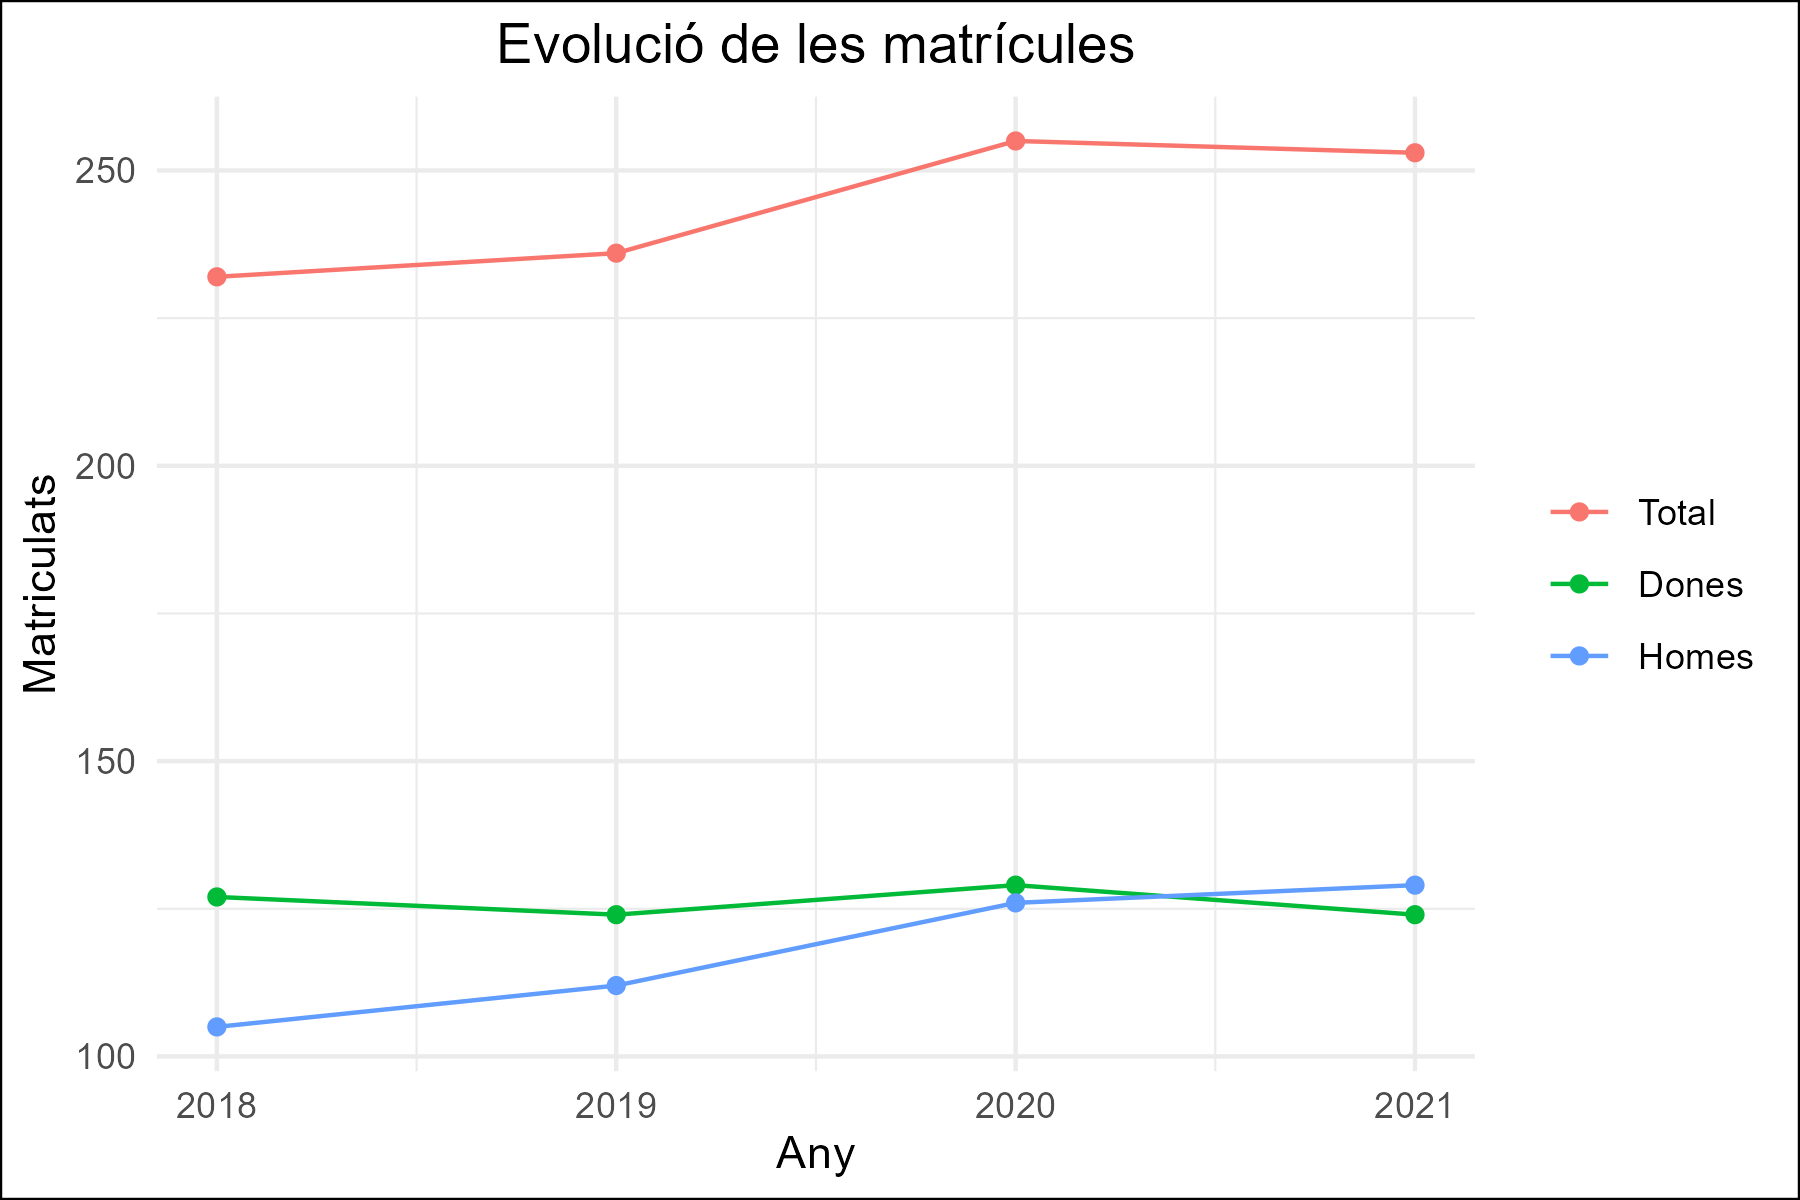 Evolució de les matrícules
Matriculats
250
200
150
100
2018
2019
2020
2021
Any
Total
Dones
Homes